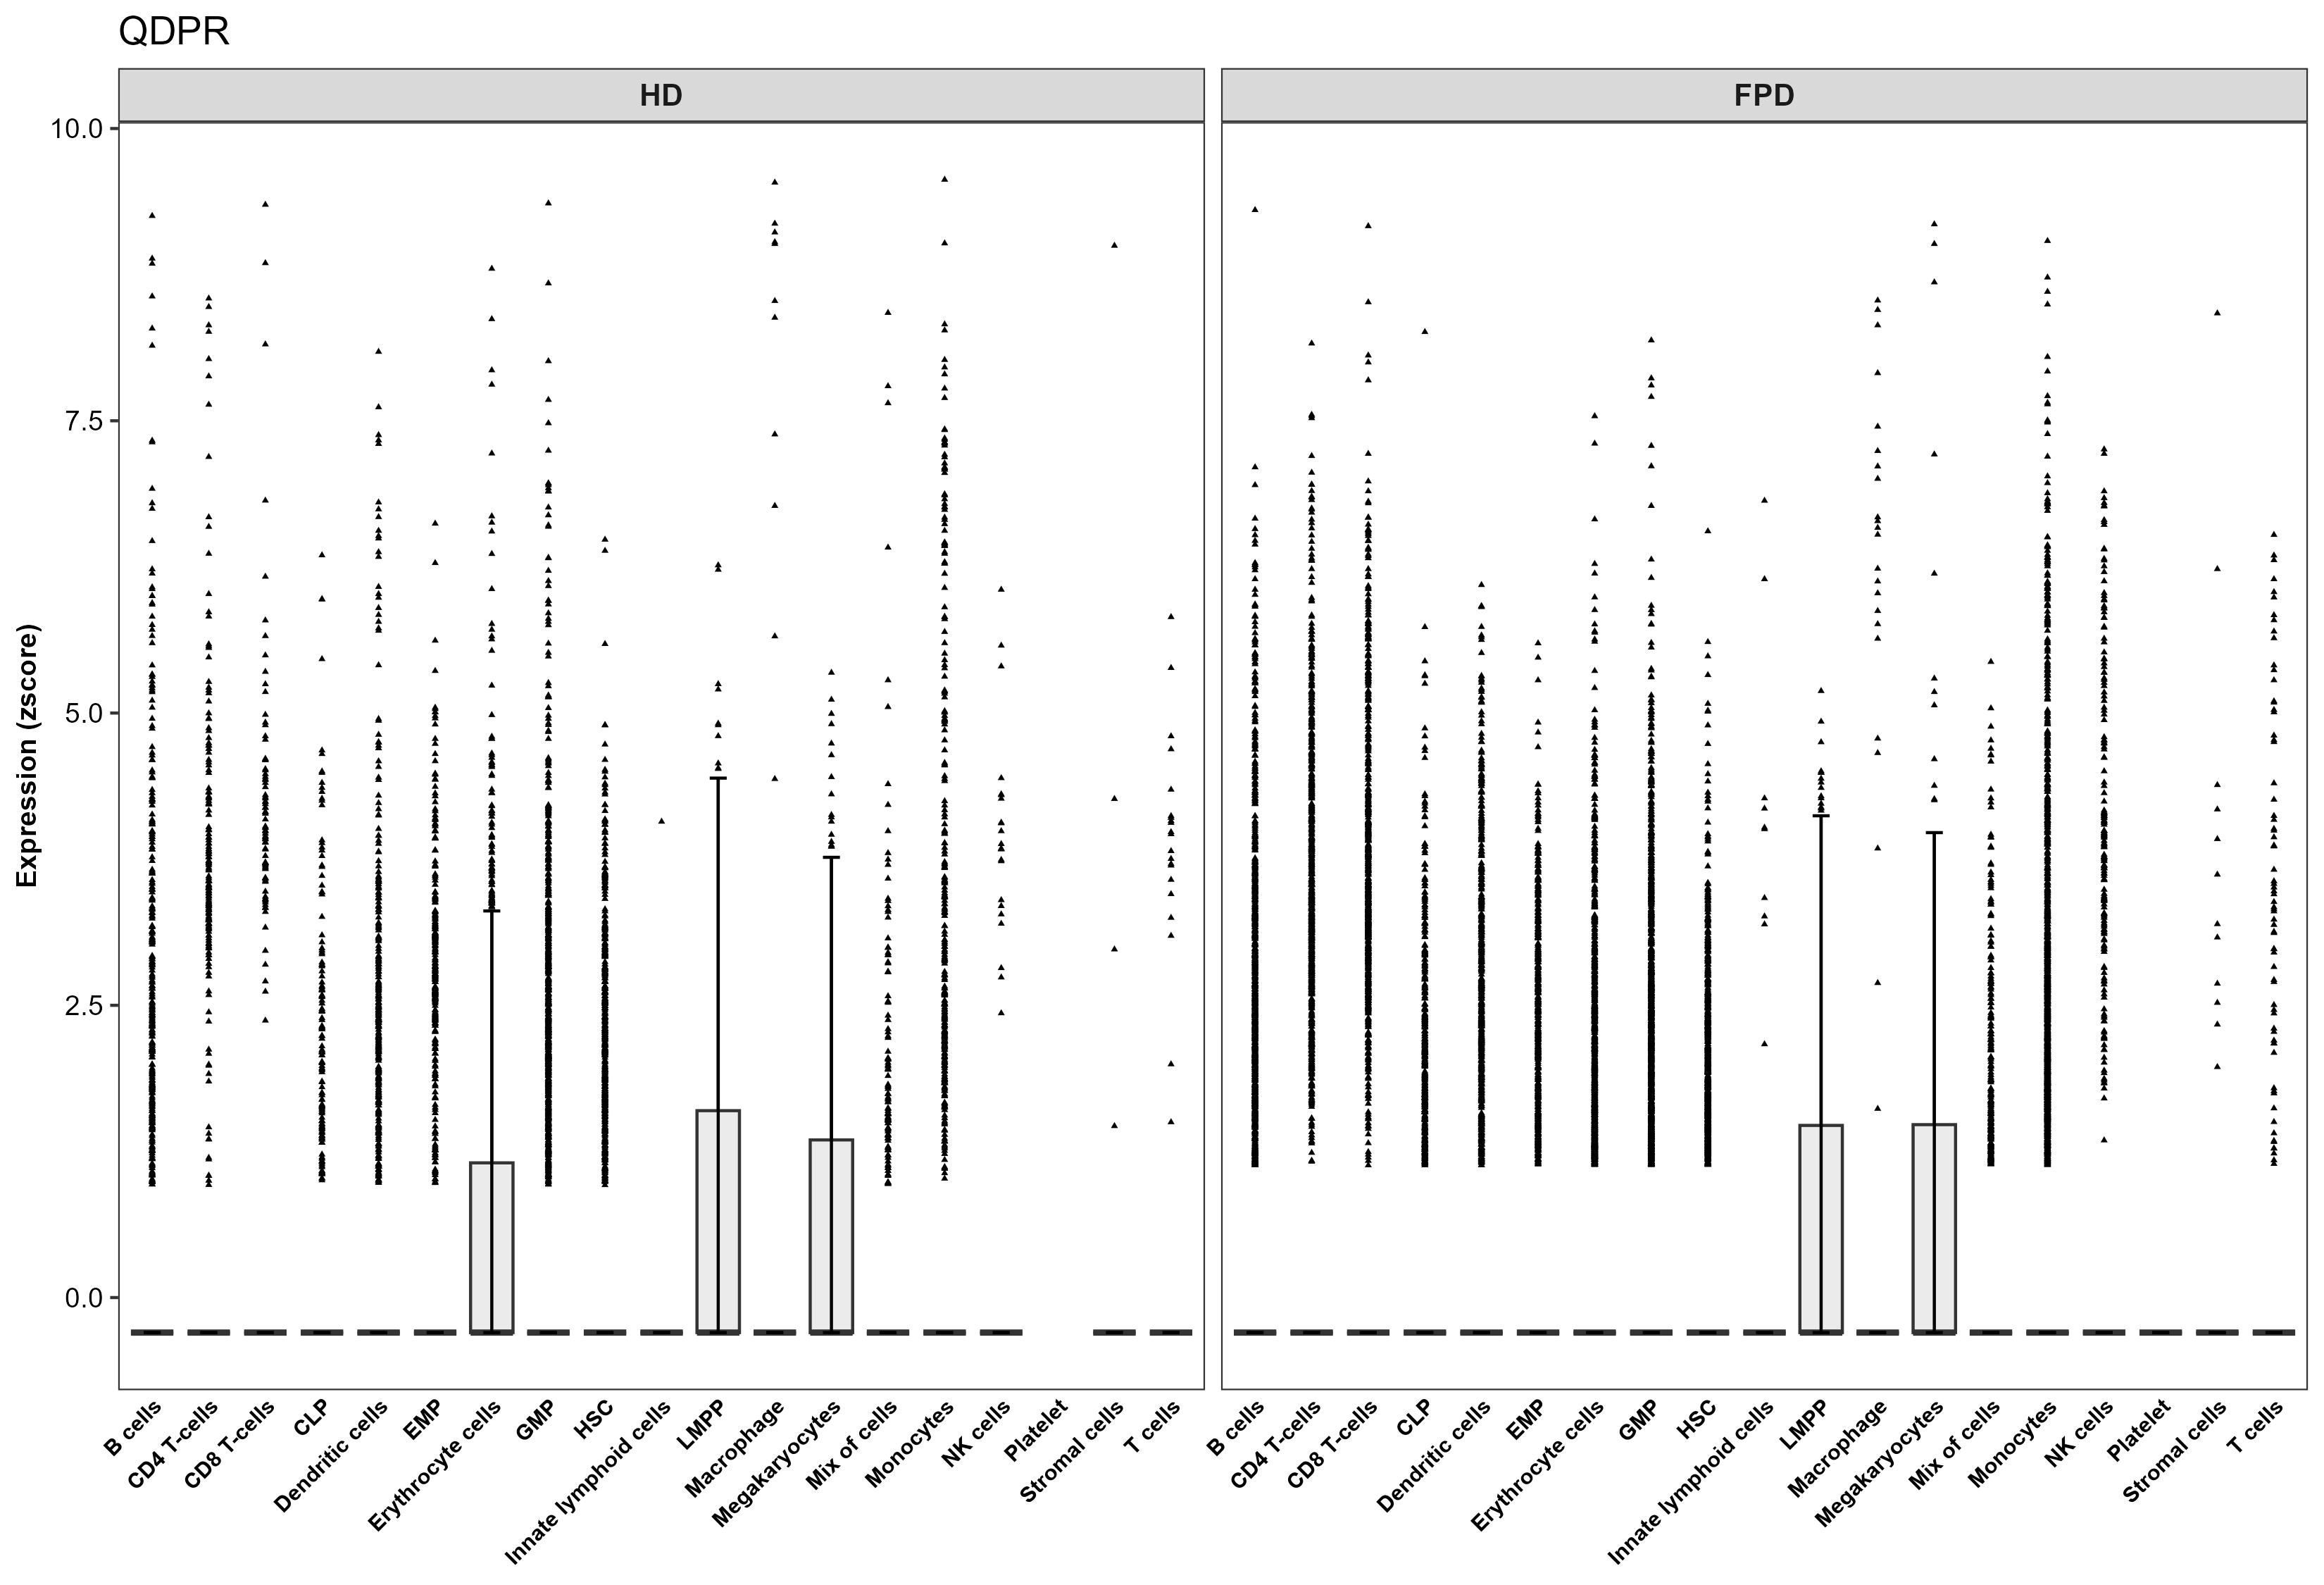 QDPR
HD
FPD
Expression (zscore)
10.0
7.5
5.0
2.5
0.0
B cells
CD4 T-cells
CD8 T-cells
CLP
Dendritic cells
EMP
Erythrocyte cells
GMP
HSC
Innate lymphoid cells
LMPP
Macrophage
Megakaryocytes
Mix of cells
Monocytes
NK cells
Platelet
Stromal cells
T cells
B cells
CD4 T-cells
CD8 T-cells
CLP
Dendritic cells
EMP
Erythrocyte cells
GMP
HSC
Innate lymphoid cells
LMPP
Macrophage
Megakaryocytes
Mix of cells
Monocytes
NK cells
Platelet
Stromal cells
T cells